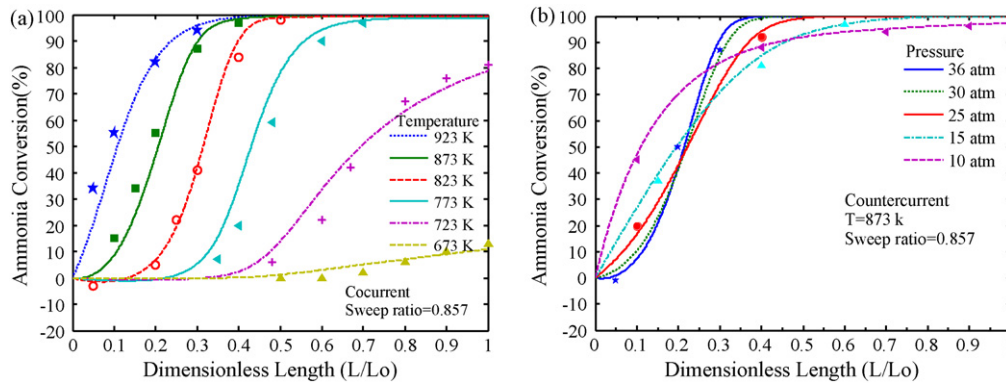 (a)
100
90
80
70
60
50
40
30
20
10
0
-10
-20
Ammonia Conversion(%)
Temperature
923 K
873 K
823 K
773 K
723 K
673 K
Cocurrent
Sweep ratio=0.857
0 0.1 0.2 0.3 0.4 0.5 0.6 0.7 0.8 0.9 1
Dimensionless Length (L/Lo)
(b)
100
90
80
70
60
50
40
30
20
10
0
-10
-20
Ammonia Conversion (%)
Pressure
36 atm
30 atm
25 atm
15 atm
10 atm
Countercurrent
T=873 k
Sweep ratio=0.857
0 0.1 0.2 0.3 0.4 0.5 0.6 0.7 0.8 0.9
Dimensionless Length (L/Lo)